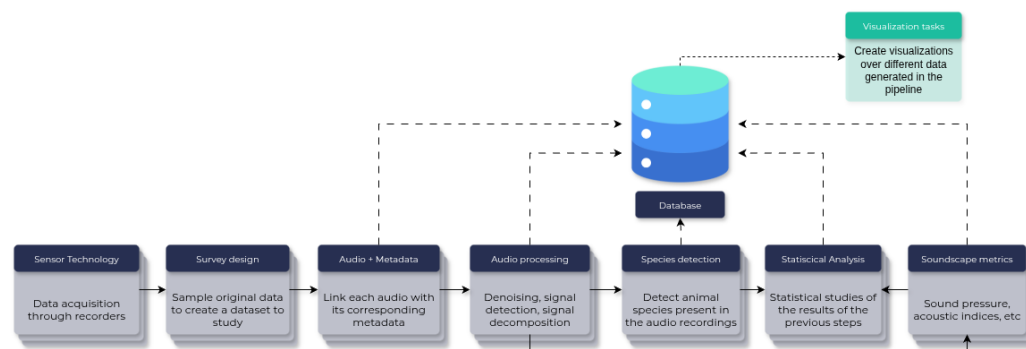 Visualization tasks
Create visualizations
over different data
generated in the
pipeline
Database
Sensor Technology
Data acquisition
through recorders
Survey design
Sample original data
to create a dataset to
study
Audio + Metadata
Link each audio with
its corresponding
metadata
Audio processing
Denoising, signal
detection, signal
decomposition
Species detection
Detect animal
species present in
the audio recordings
Statiscical Analysis
Statistical studies of
the results of the
previous steps
Soundscape metrics
Sound pressure,
acoustic indices, etc